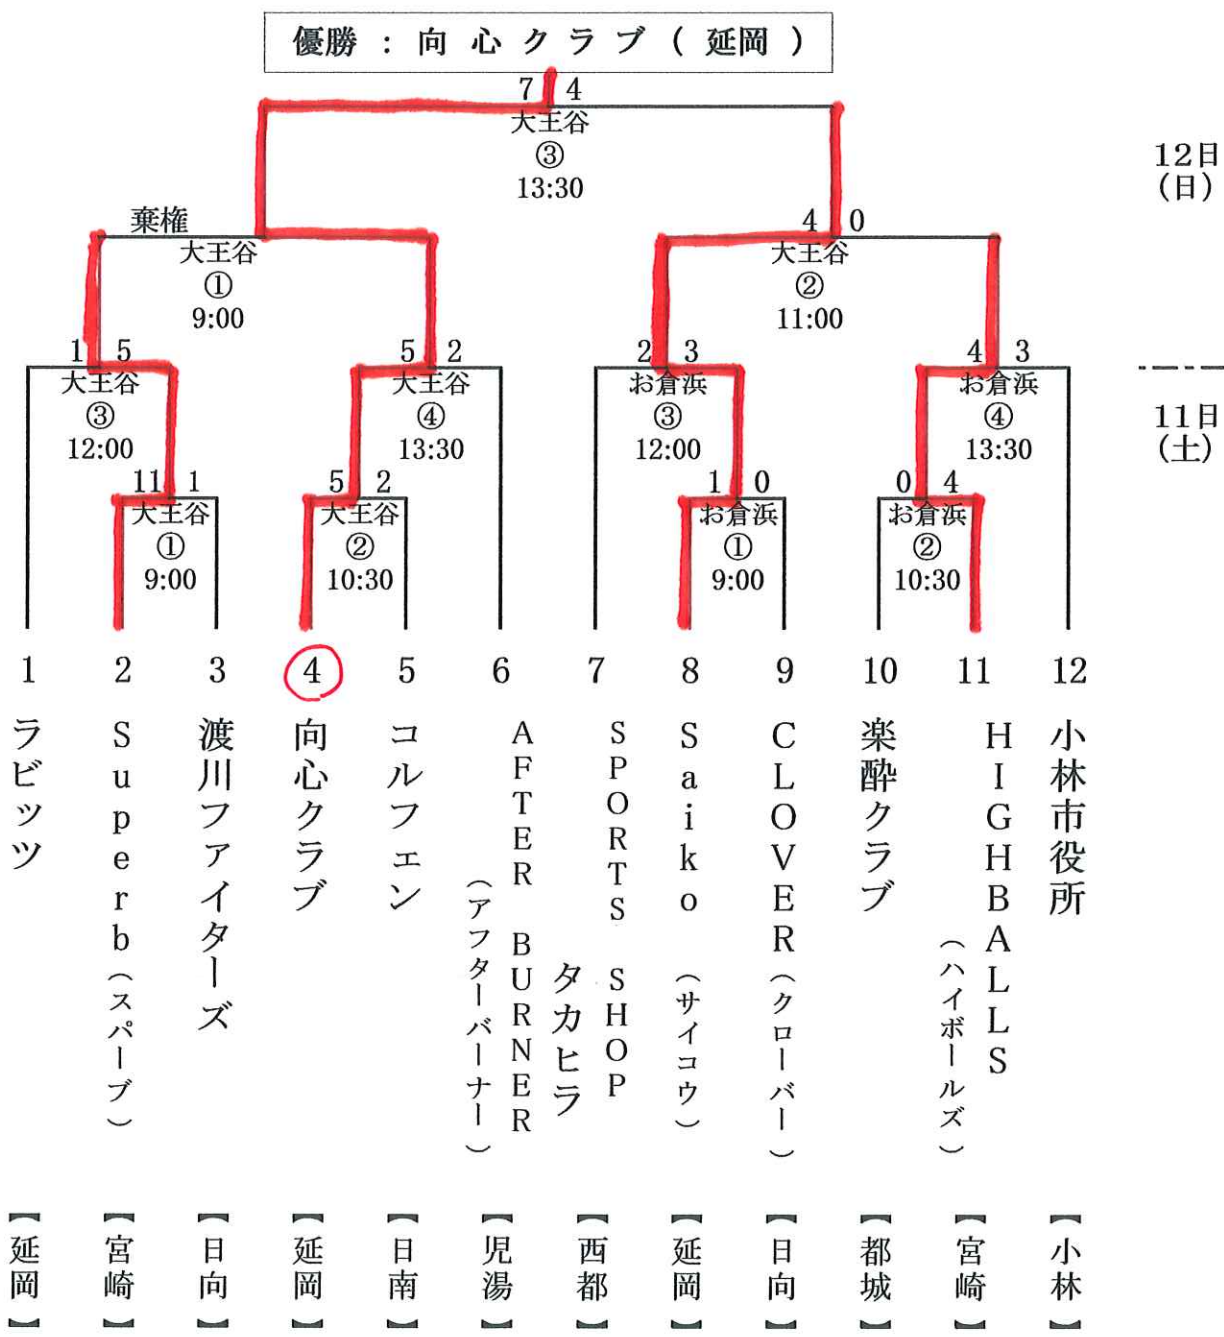 優勝 : 向心クラブ ( 延岡 )
7 4
大王谷
③
13:30
12日
(日)
棄権
大王谷
①
9:00
4 0
大王谷
②
11:00
1 5
大王谷
③
12:00
5 2
大王谷
④
13:30
2 3
お倉浜
③
12:00
4 3
お倉浜
④
13:30
11日
(土)
11 1
大王谷
①
9:00
5 2
大王谷
②
10:30
1 0
お倉浜
①
9:00
0 4
お倉浜
②
10:30
1 2 3 4 5 6 7 8 9 10 11 12
ラビッツ
Superb(スパーブ)
渡川ファイターズ
向心クラブ
コルフェン
AFTER BURNER
(アフターバーナー)
SPORTS SHOP
タカヒラ
Saiko (サイコウ)
CLOVER(クローバー)
楽酔クラブ
HIGHBALLS
(ハイボールズ)
小林市役所
【延岡】
【宮崎】
【日向】
【延岡】
【日南】
【児湯】
【西都】
【延岡】
【日向】
【都城】
【宮崎】
【小林】